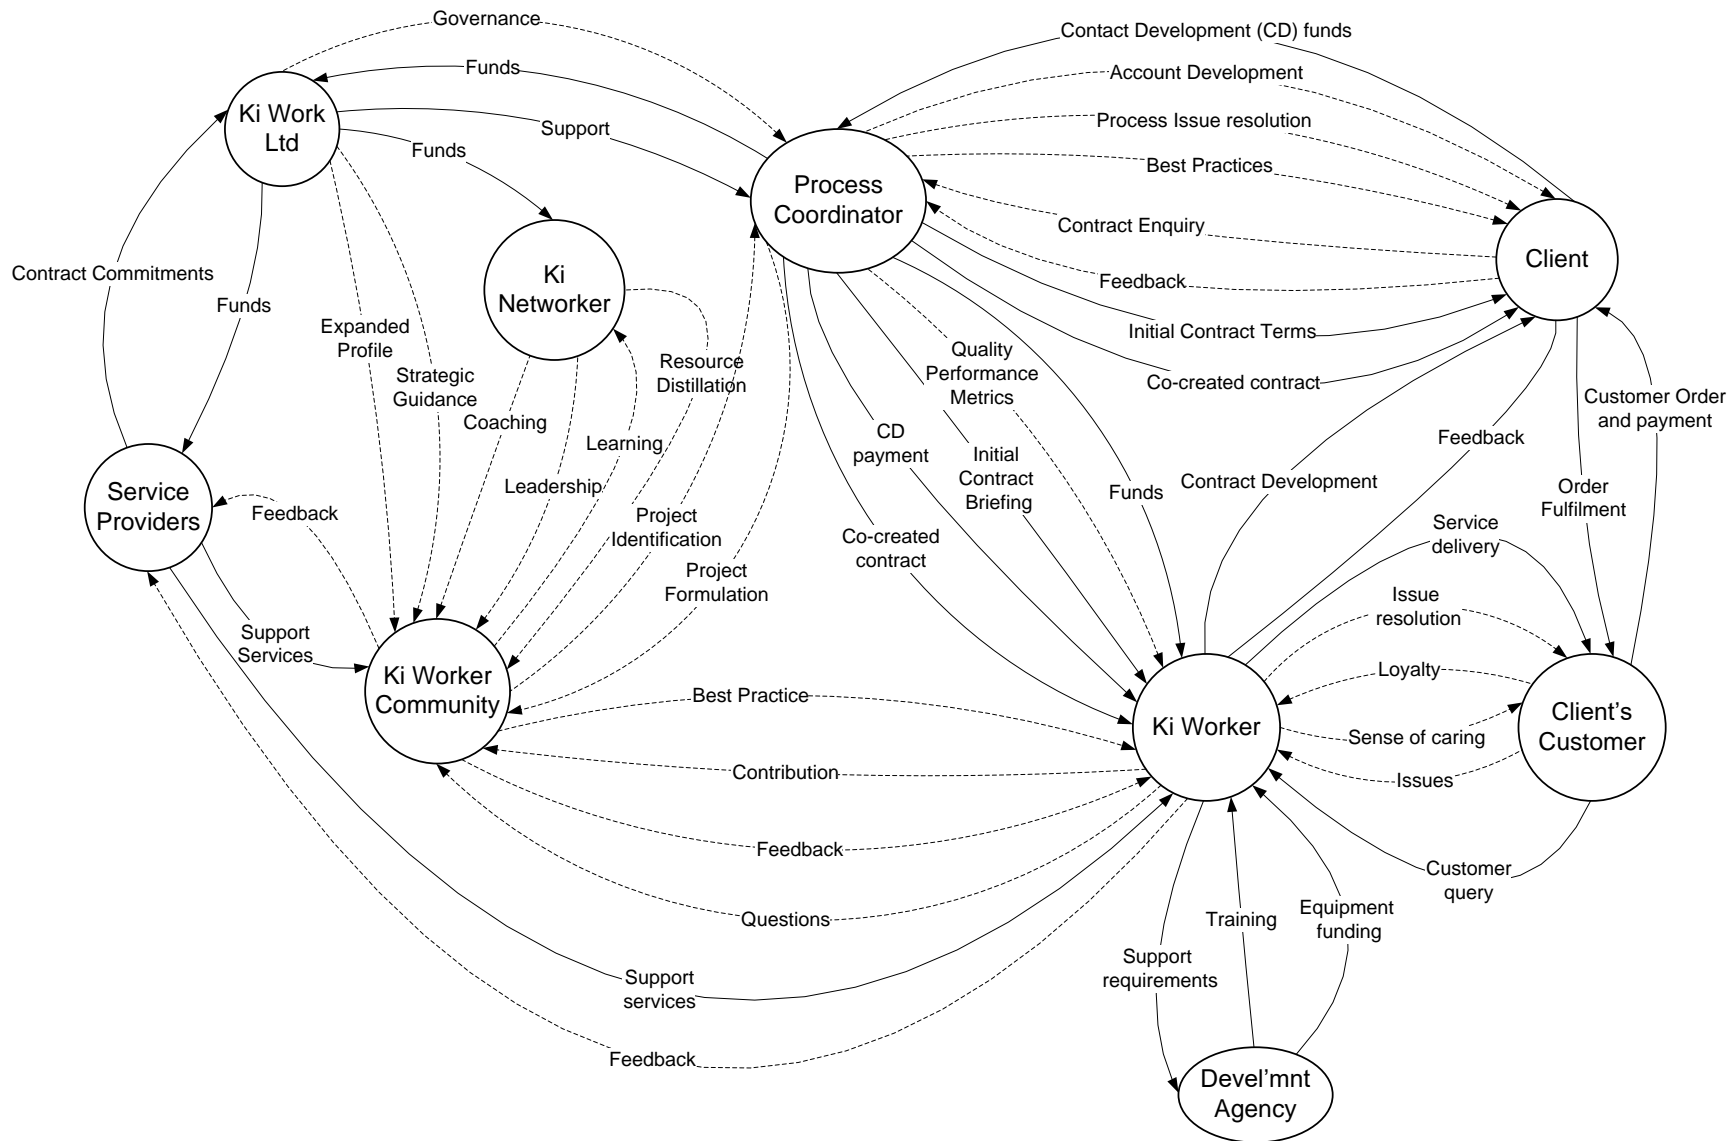 Governance
Contact Development (CD) funds
Funds
Account Development
Ki Work
Ltd
Support
Process Issue resolution
Funds
Best Practices
Process
Coordinator
Contract Enquiry
Client
Contract Commitments
Ki
Networker
Feedback
Funds
Expanded
Profile
Initial Contract Terms
Strategic
Guidance
Resource
Distillation
Quality
Performance
Metrics
Co-created contract
Customer Order
and payment
Coaching
Learning
CD
payment
Initial
Contract
Briefing
Feedback
Contract Development
Leadership
Funds
Order
Fulfilment
Service
Providers
Feedback
Project
Identification
Co-created
contract
Service
delivery
Project
Formulation
Issue
resolution
Support
Services
Ki Worker
Community
Best Practice
Loyalty
Ki Worker
Client's
Customer
Sense of caring
Contribution
Issues
Feedback
Customer
query
Questions
Training
Equipment
funding
Support
services
Support
requirements
Feedback
Devel’mnt
Agency